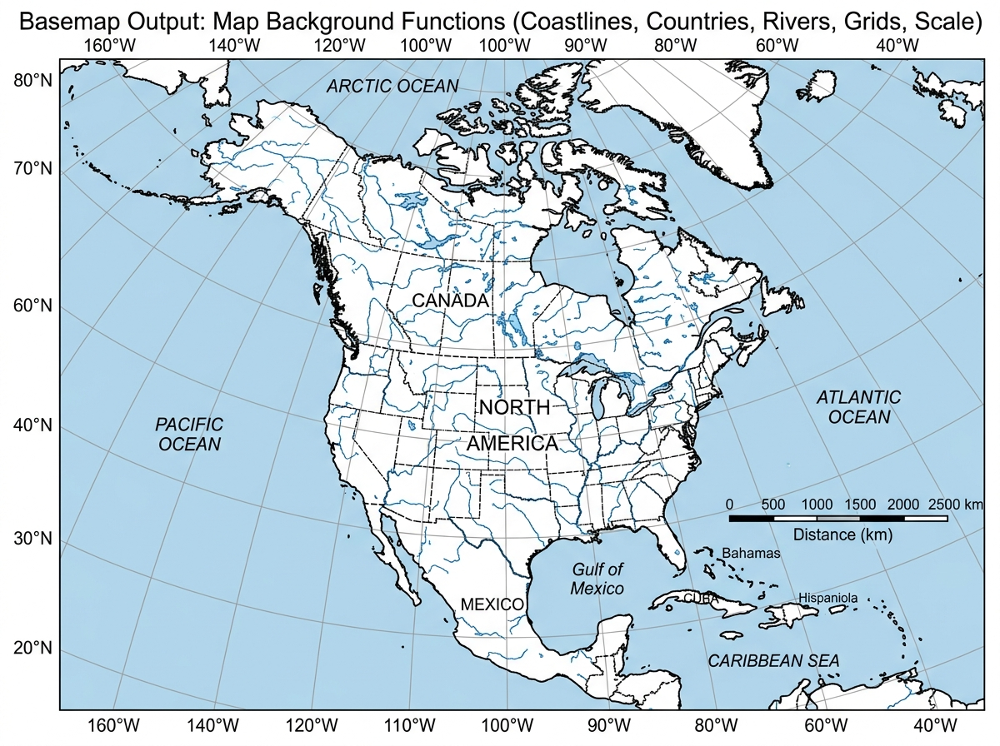 Basemap Output: Map Background Functions (Coastlines, Countries, Rivers, Grids, Scale)
160°W 140°W 120°W 100°W 100°W 90°W 80°W 60°W 40°W
80°N
ARCTIC OCEAN
70°N
60°N
CANADA
NORTH
AMERICA
ATLANTIC
OCEAN
PACIFIC
OCEAN
40°N
0 500 1000 1500 2000 2500 km
Distance (km)
30°N
Bahamas
Gulf of
Mexico
CUBA
Hispaniola
MEXICO
20°N
CARIBBEAN SEA
160°W 140°W 120°W 110°W 100°W 90°W 80°W 60°W 40°W